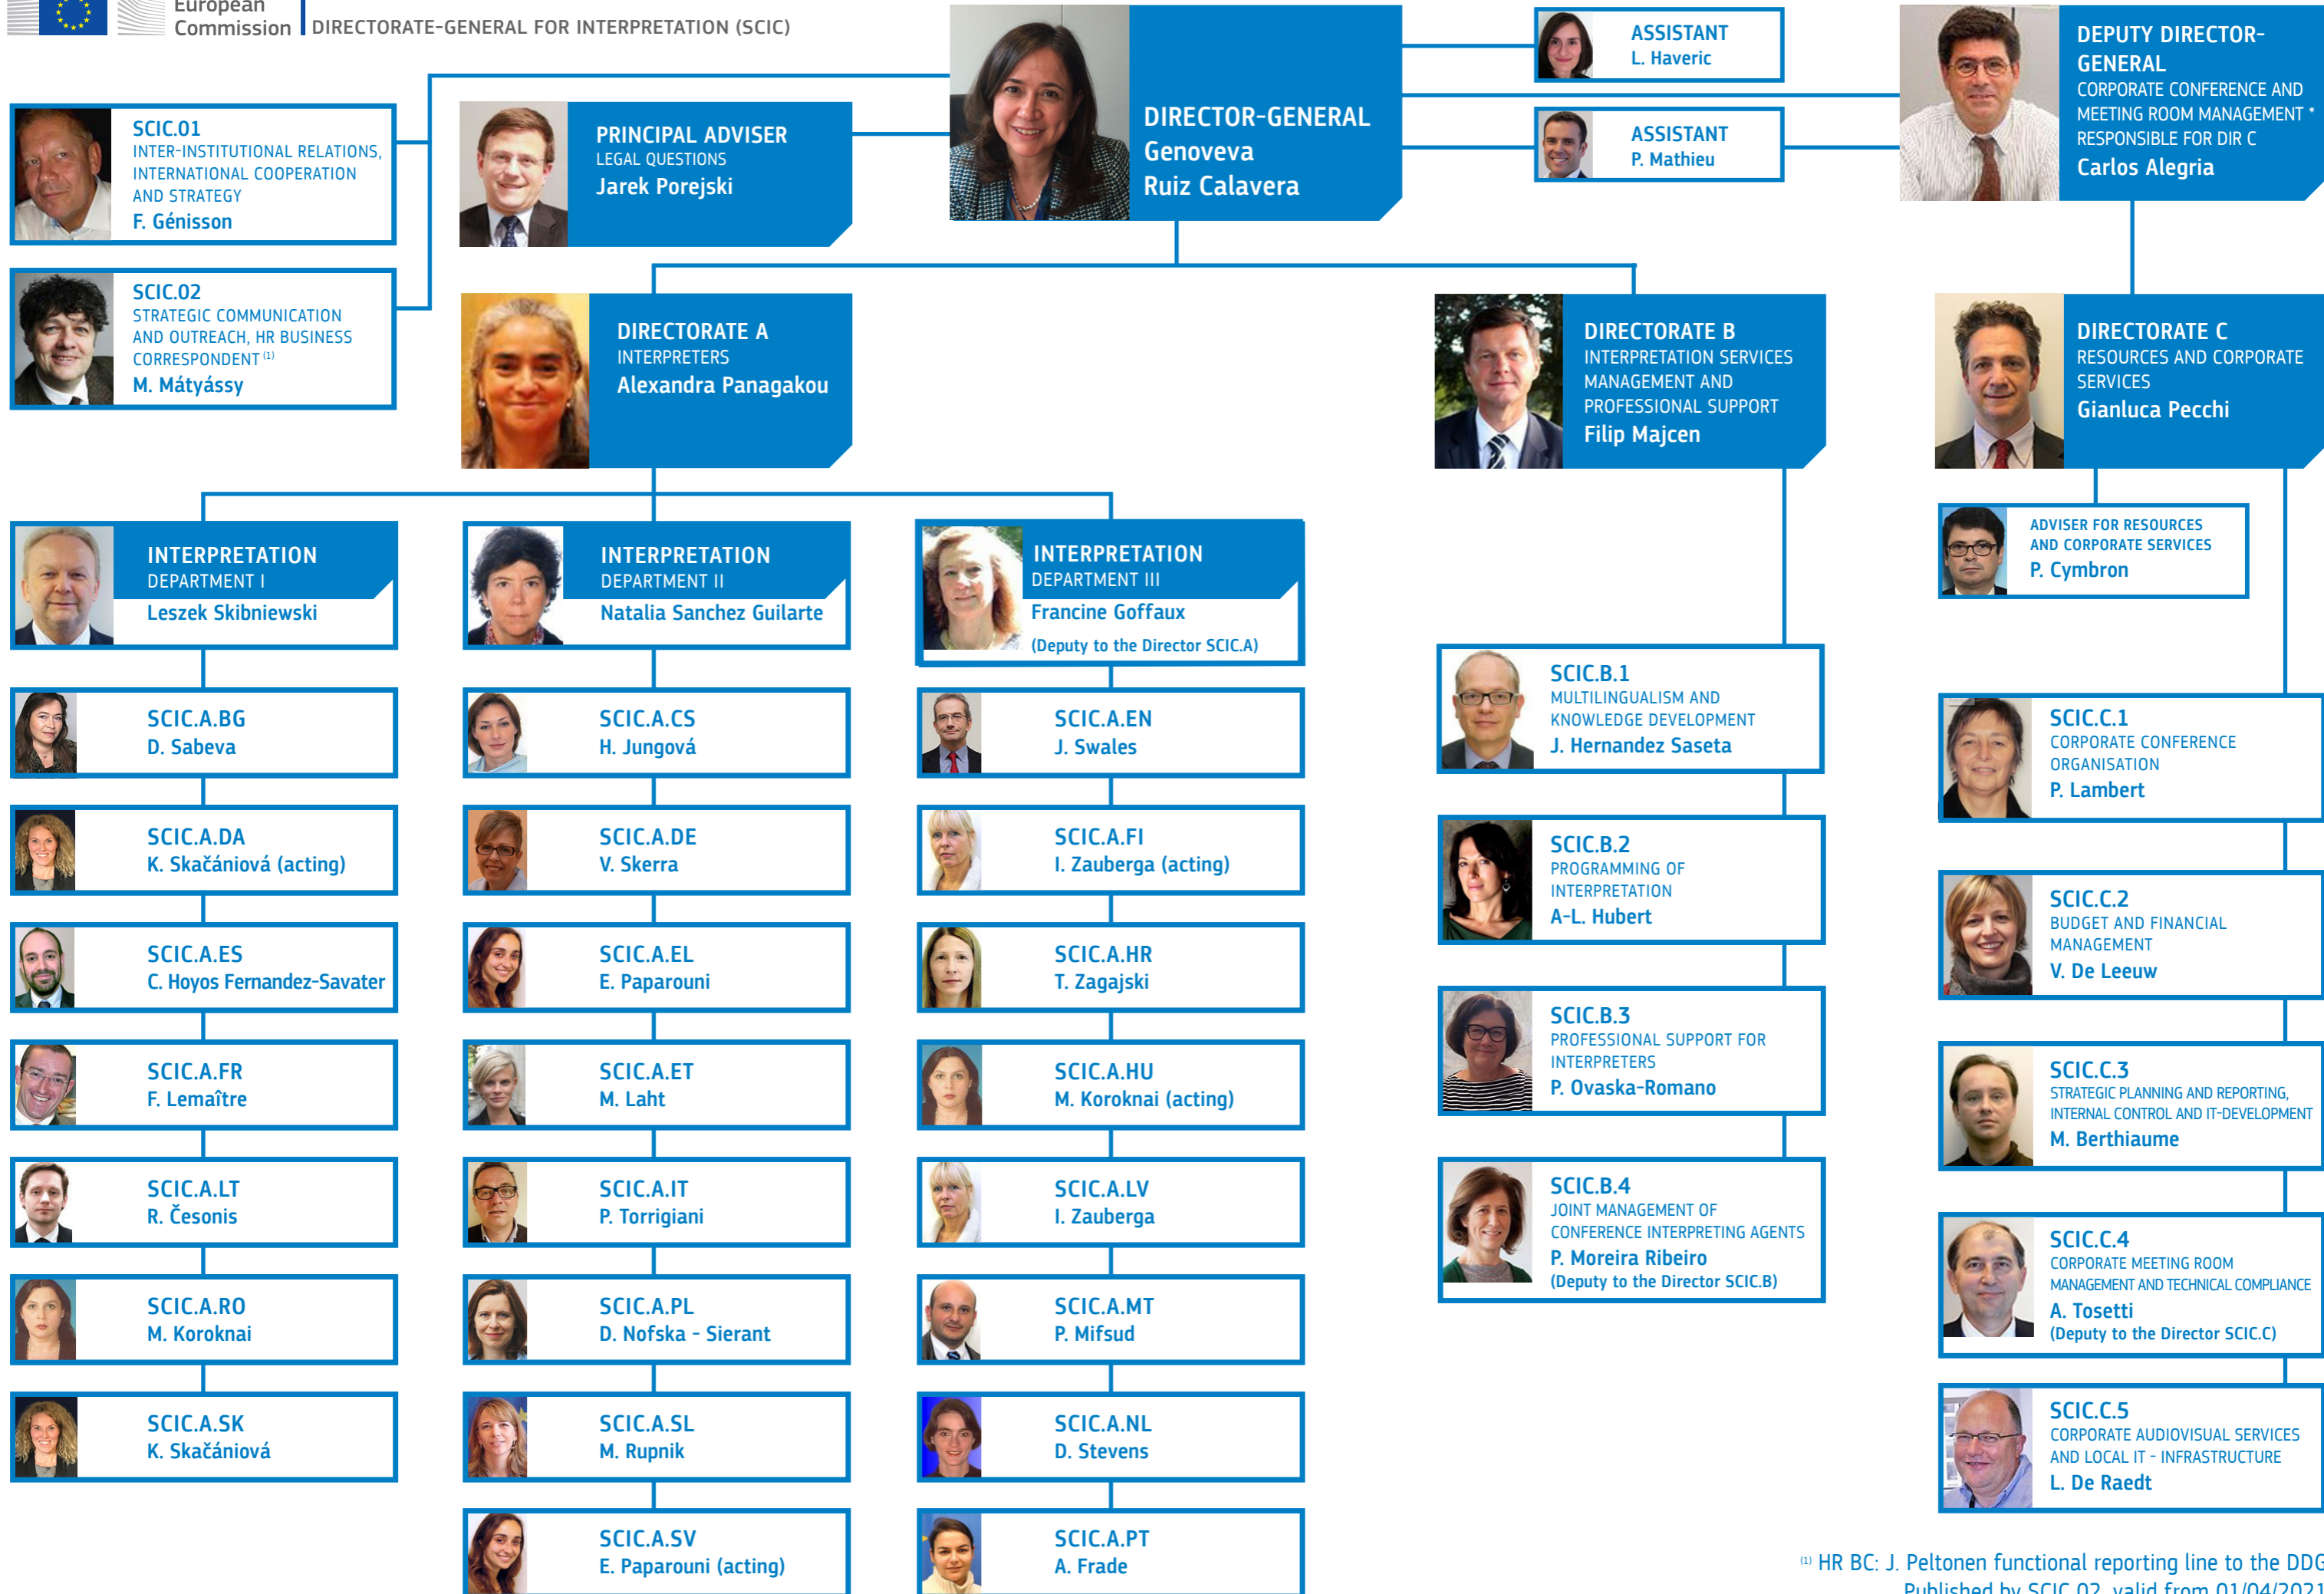 European
Commission
DIRECTORATE-GENERAL FOR INTERPRETATION (SCIC)
DIRECTOR-GENERAL
Genoveva
Ruiz Calavera
ASSISTANT
L. Haveric
ASSISTANT
P. Mathieu
DEPUTY DIRECTOR-
GENERAL
CORPORATE CONFERENCE AND
MEETING ROOM MANAGEMENT *
RESPONSIBLE FOR DIR C
Carlos Alegria
SCIC.01
INTER-INSTITUTIONAL RELATIONS,
INTERNATIONAL COOPERATION
AND STRATEGY
F. Génisson
PRINCIPAL ADVISER
LEGAL QUESTIONS
Jarek Porejski
SCIC.02
STRATEGIC COMMUNICATION
AND OUTREACH, HR BUSINESS
CORRESPONDENT (1)
M. Mátyássy
DIRECTORATE A
INTERPRETERS
Alexandra Panagakou
DIRECTORATE B
INTERPRETATION SERVICES
MANAGEMENT AND
PROFESSIONAL SUPPORT
Filip Majcen
DIRECTORATE C
RESOURCES AND CORPORATE
SERVICES
Gianluca Pecchi
INTERPRETATION
DEPARTMENT I
Leszek Skibniewski
SCIC.A.BG
D. Sabeva
SCIC.A.DA
K. Skačániová (acting)
SCIC.A.ES
C. Hoyos Fernandez-Savater
SCIC.A.FR
F. Lemaître
SCIC.A.LT
R. Česonis
SCIC.A.RO
M. Koroknai
SCIC.A.SK
K. Skačániová
INTERPRETATION
DEPARTMENT II
Natalia Sanchez Guilarte
SCIC.A.CS
H. Jungová
SCIC.A.DE
V. Skerra
SCIC.A.EL
E. Paparouni
SCIC.A.ET
M. Laht
SCIC.A.IT
P. Torrigiani
SCIC.A.PL
D. Nofska - Sierant
SCIC.A.SL
M. Rupnik
SCIC.A.SV
E. Paparouni (acting)
INTERPRETATION
DEPARTMENT III
Francine Goffaux
(Deputy to the Director SCIC.A)
SCIC.A.EN
J. Swales
SCIC.A.FI
I. Zauberga (acting)
SCIC.A.HR
T. Zagajski
SCIC.A.HU
M. Koroknai (acting)
SCIC.A.LV
I. Zauberga
SCIC.A.MT
P. Mifsud
SCIC.A.NL
D. Stevens
SCIC.A.PT
A. Frade
SCIC.B.1
MULTILINGUALISM AND
KNOWLEDGE DEVELOPMENT
J. Hernandez Saseta
SCIC.B.2
PROGRAMMING OF
INTERPRETATION
A-L. Hubert
SCIC.B.3
PROFESSIONAL SUPPORT FOR
INTERPRETERS
P. Ovaska-Romano
SCIC.B.4
JOINT MANAGEMENT OF
CONFERENCE INTERPRETING AGENTS
P. Moreira Ribeiro
(Deputy to the Director SCIC.B)
ADVISER FOR RESOURCES
AND CORPORATE SERVICES
P. Cymbron
SCIC.C.1
CORPORATE CONFERENCE
ORGANISATION
P. Lambert
SCIC.C.2
BUDGET AND FINANCIAL
MANAGEMENT
V. De Leeuw
SCIC.C.3
STRATEGIC PLANNING AND REPORTING,
INTERNAL CONTROL AND IT-DEVELOPMENT
M. Berthiaume
SCIC.C.4
CORPORATE MEETING ROOM
MANAGEMENT AND TECHNICAL COMPLIANCE
A. Tosetti
(Deputy to the Director SCIC.C)
SCIC.C.5
CORPORATE AUDIOVISUAL SERVICES
AND LOCAL IT - INFRASTRUCTURE
L. De Raedt
(1) HR BC: J. Peltonen functional reporting line to the DDG
Published by SCIC.02, valid from 01/04/2021